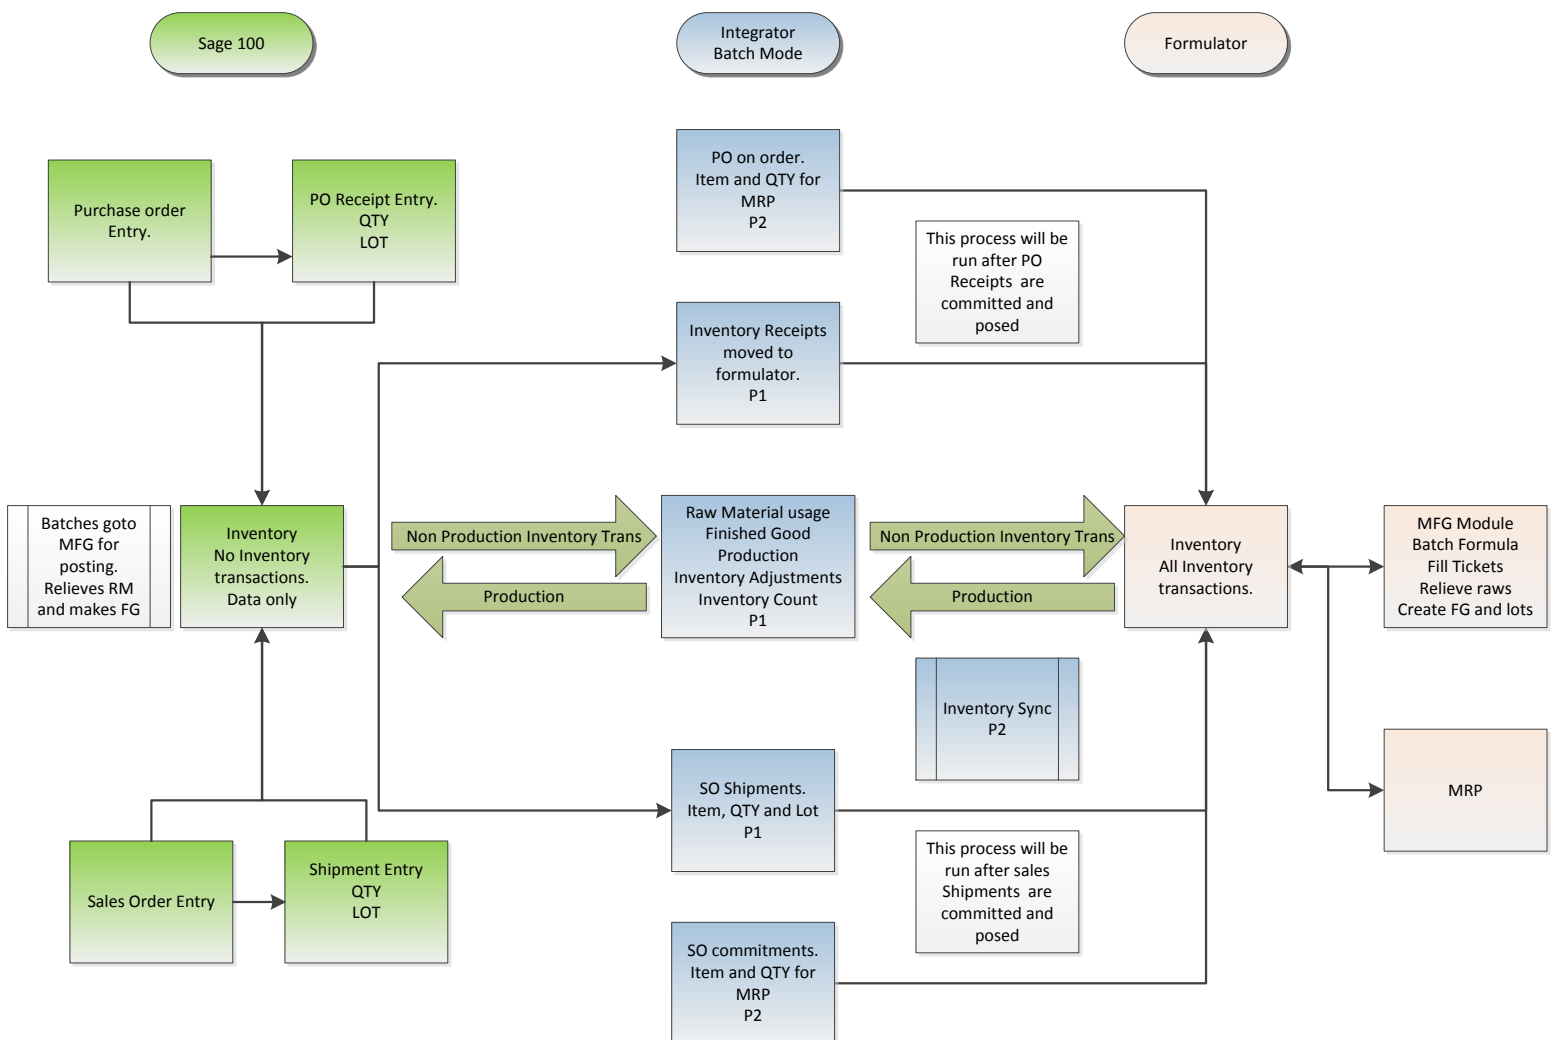 Sage 100
Integrator
Batch Mode
Formulator
Purchase order
Entry.
PO Receipt Entry.
QTY
LOT
PO on order.
Item and QTY for
MRP
P2
This process will be
run after PO
Receipts are
committed and
posed
Inventory Receipts
moved to
formulator.
P1
Batches goto
MFG for
posting.
Relieves RM
and makes FG
Inventory
No Inventory
transactions.
Data only
Non Production Inventory Trans
Production
Raw Material usage
Finished Good
Production
Inventory Adjustments
Inventory Count
P1
Non Production Inventory Trans
Production
Inventory
All Inventory
transactions.
MFG Module
Batch Formula
Fill Tickets
Relieve raws
Create FG and lots
Inventory Sync
P2
SO Shipments.
Item, QTY and Lot
P1
MRP
Sales Order Entry
Shipment Entry
QTY
LOT
This process will be
run after sales
Shipments are
committed and
posed
SO commitments.
Item and QTY for
MRP
P2